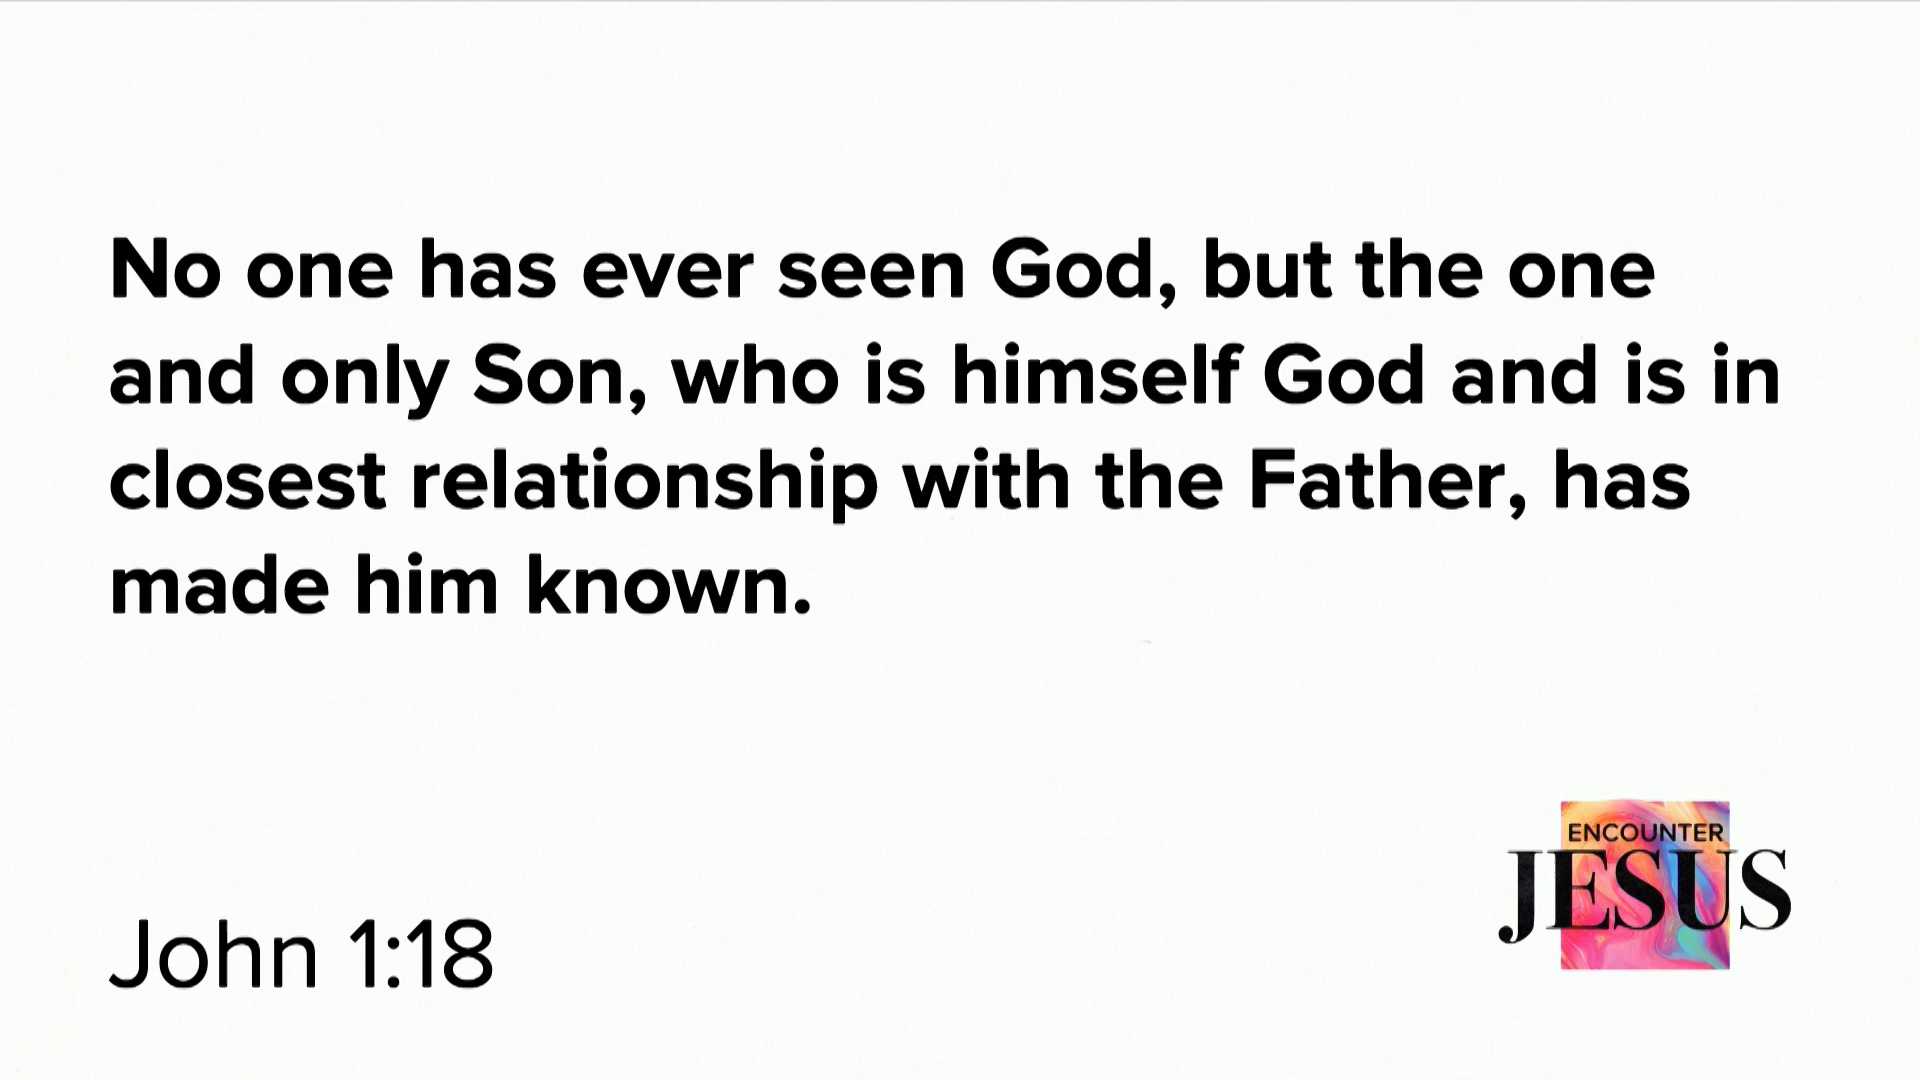 No one has ever seen God, but the one
and only Son, who is himself God and is in
closest relationship with the Father, has
made him known.
John 1:18
ENCOUNTER
JESUS